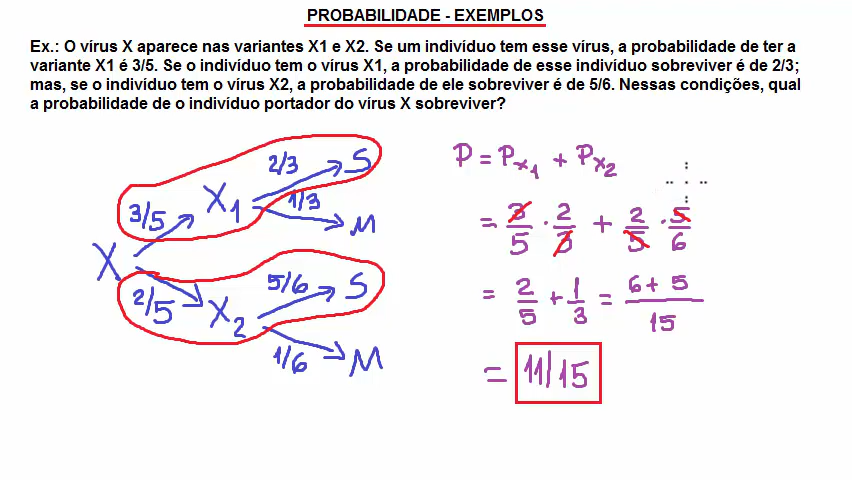 PROBABILIDADE - EXEMPLOS
Ex.: O vírus X aparece nas variantes X1 e X2. Se um indivíduo tem esse vírus, a probabilidade de ter a
variante X1 é 3/5. Se o indivíduo tem o vírus X1, a probabilidade de esse indivíduo sobreviver é de 2/3;
mas, se o indivíduo tem o vírus X2, a probabilidade de ele sobreviver é de 5/6. Nessas condições, qual
a probabilidade de o indivíduo portador do vírus X sobreviver?
X
3/5
X1
2/3
S
1/3
M
2/5
X2
5/6
S
1/6
M
P = Px1 + Px2
= 3/5 · 2/3 + 2/5 · 5/6
= 2/5 + 1/3 = 6 + 5/15
= 11/15